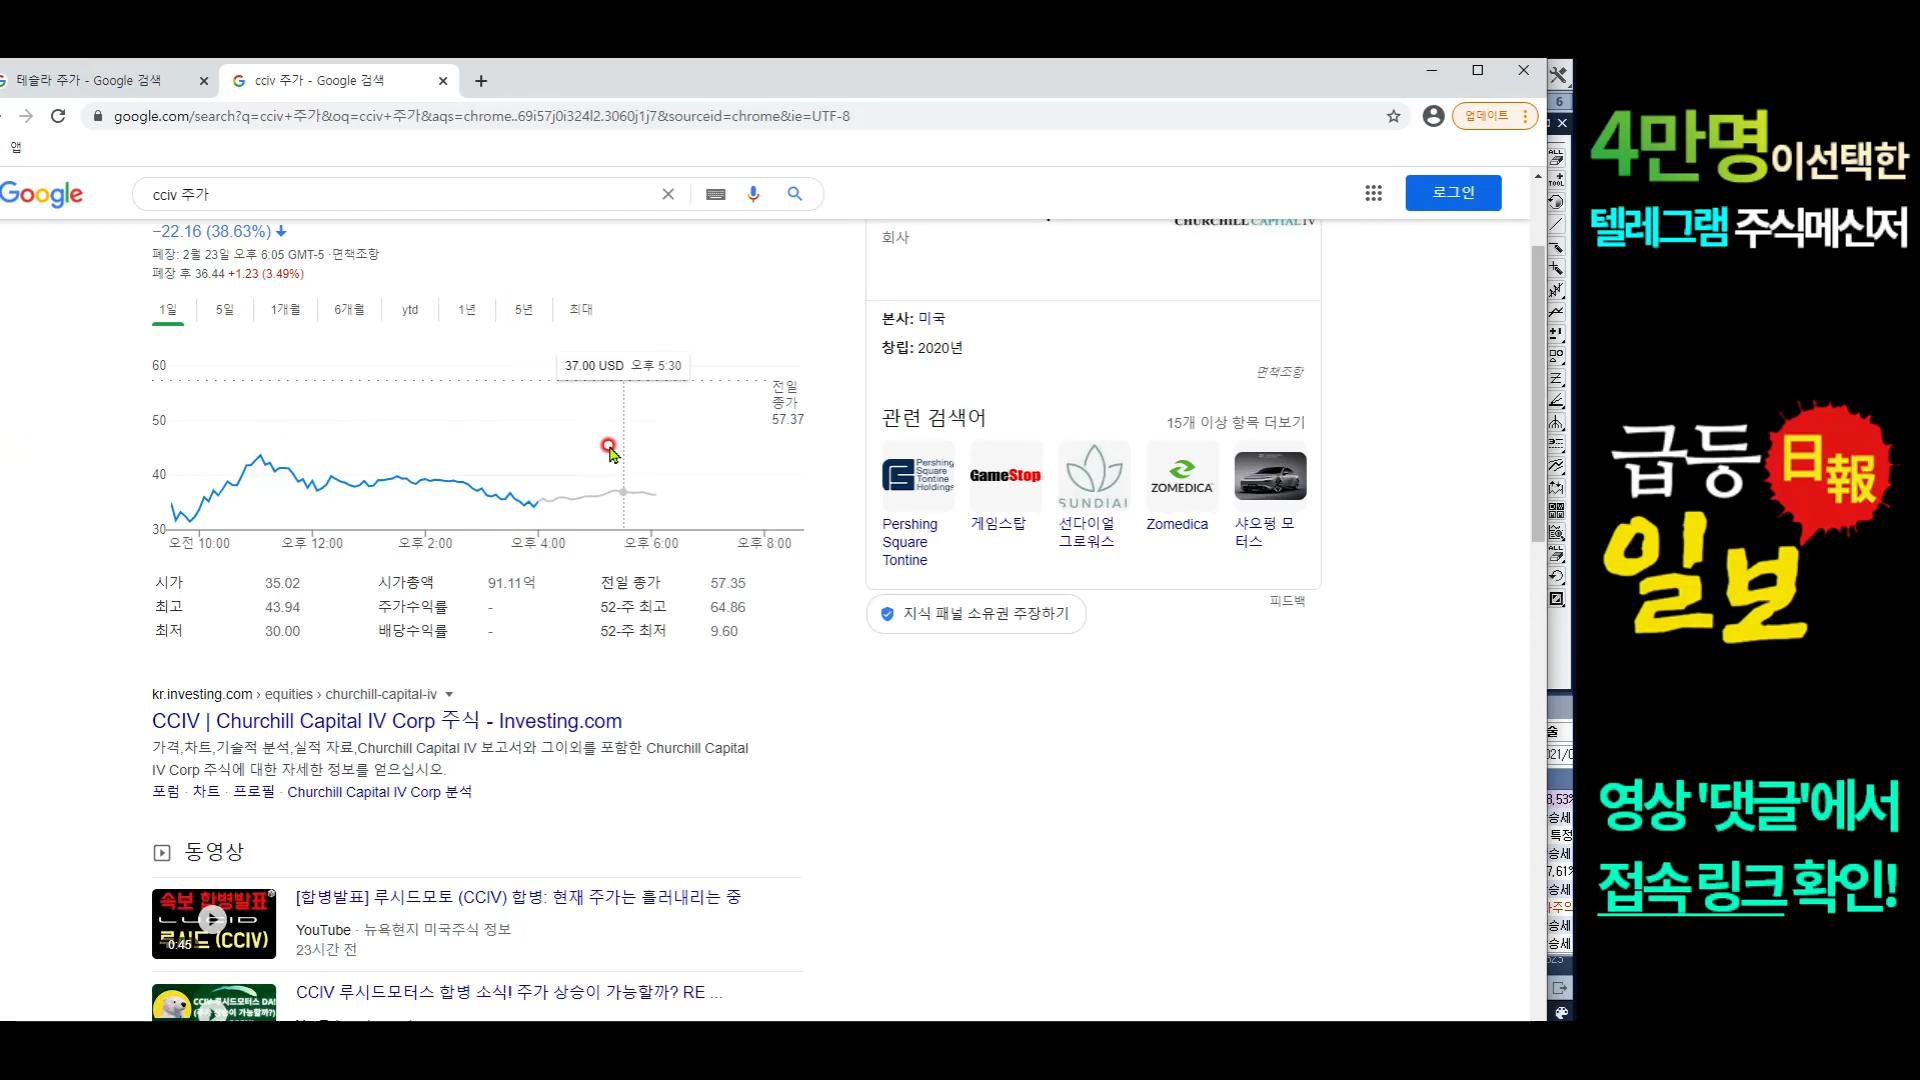 테슬라 주가 - Google 검색
cciv 주가 - Google 검색
google.com/search?q=cciv+주가&oq=cciv+주가&aqs=chrome..69i57j0i324l2.3060j1j7&sourceid=chrome&ie=UTF-8
업데이트
앱
Google
cciv 주가
로그인
−22.16 (38.63%)
폐장: 2월 23일 오후 6:05 GMT-5 ·면책조항
폐장 후 36.44 +1.23 (3.49%)
1일 5일 1개월 6개월 ytd 1년 5년 최대
37.00 USD 오후 5:30
60
50
40
30
전일
종가
57.37
오전 10:00 오후 12:00 오후 2:00 오후 4:00 오후 6:00 오후 8:00
시가 35.02 시가총액 91.11억 전일 종가 57.35
최고 43.94 주가수익률 - 52-주 최고 64.86
최저 30.00 배당수익률 - 52-주 최저 9.60
kr.investing.com › equities › churchill-capital-iv
CCIV | Churchill Capital IV Corp 주식 - Investing.com
가격,차트,기술적 분석,실적 자료,Churchill Capital IV 보고서와 그이외를 포함한 Churchill Capital
IV Corp 주식에 대한 자세한 정보를 얻으십시오.
포럼 · 차트 · 프로필 · Churchill Capital IV Corp 분석
동영상
속보 합병발표
루시드 (CCIV)
0:45
[합병발표] 루시드모토 (CCIV) 합병: 현재 주가는 흘러내리는 중
YouTube · 뉴욕현지 미국주식 정보
23시간 전
CCIV 루시드모터스 합병 소식! 주가 상승이 가능할까? RE ...
CHURCHILL CAPITAL IV
회사
본사: 미국
창립: 2020년
면책조항
관련 검색어
15개 이상 항목 더보기
Pershing
Square
Tontine
Holdings
GameStop
SUNDIAL
ZOMEDICA
Pershing
Square
Tontine
게임스탑
선다이얼
그로워스
Zomedica
샤오펑 모
터스
피드백
지식 패널 소유권 주장하기
4만명이선택한
텔레그램 주식메신저
급등
日報
일보
영상 '댓글'에서
접속 링크 확인!